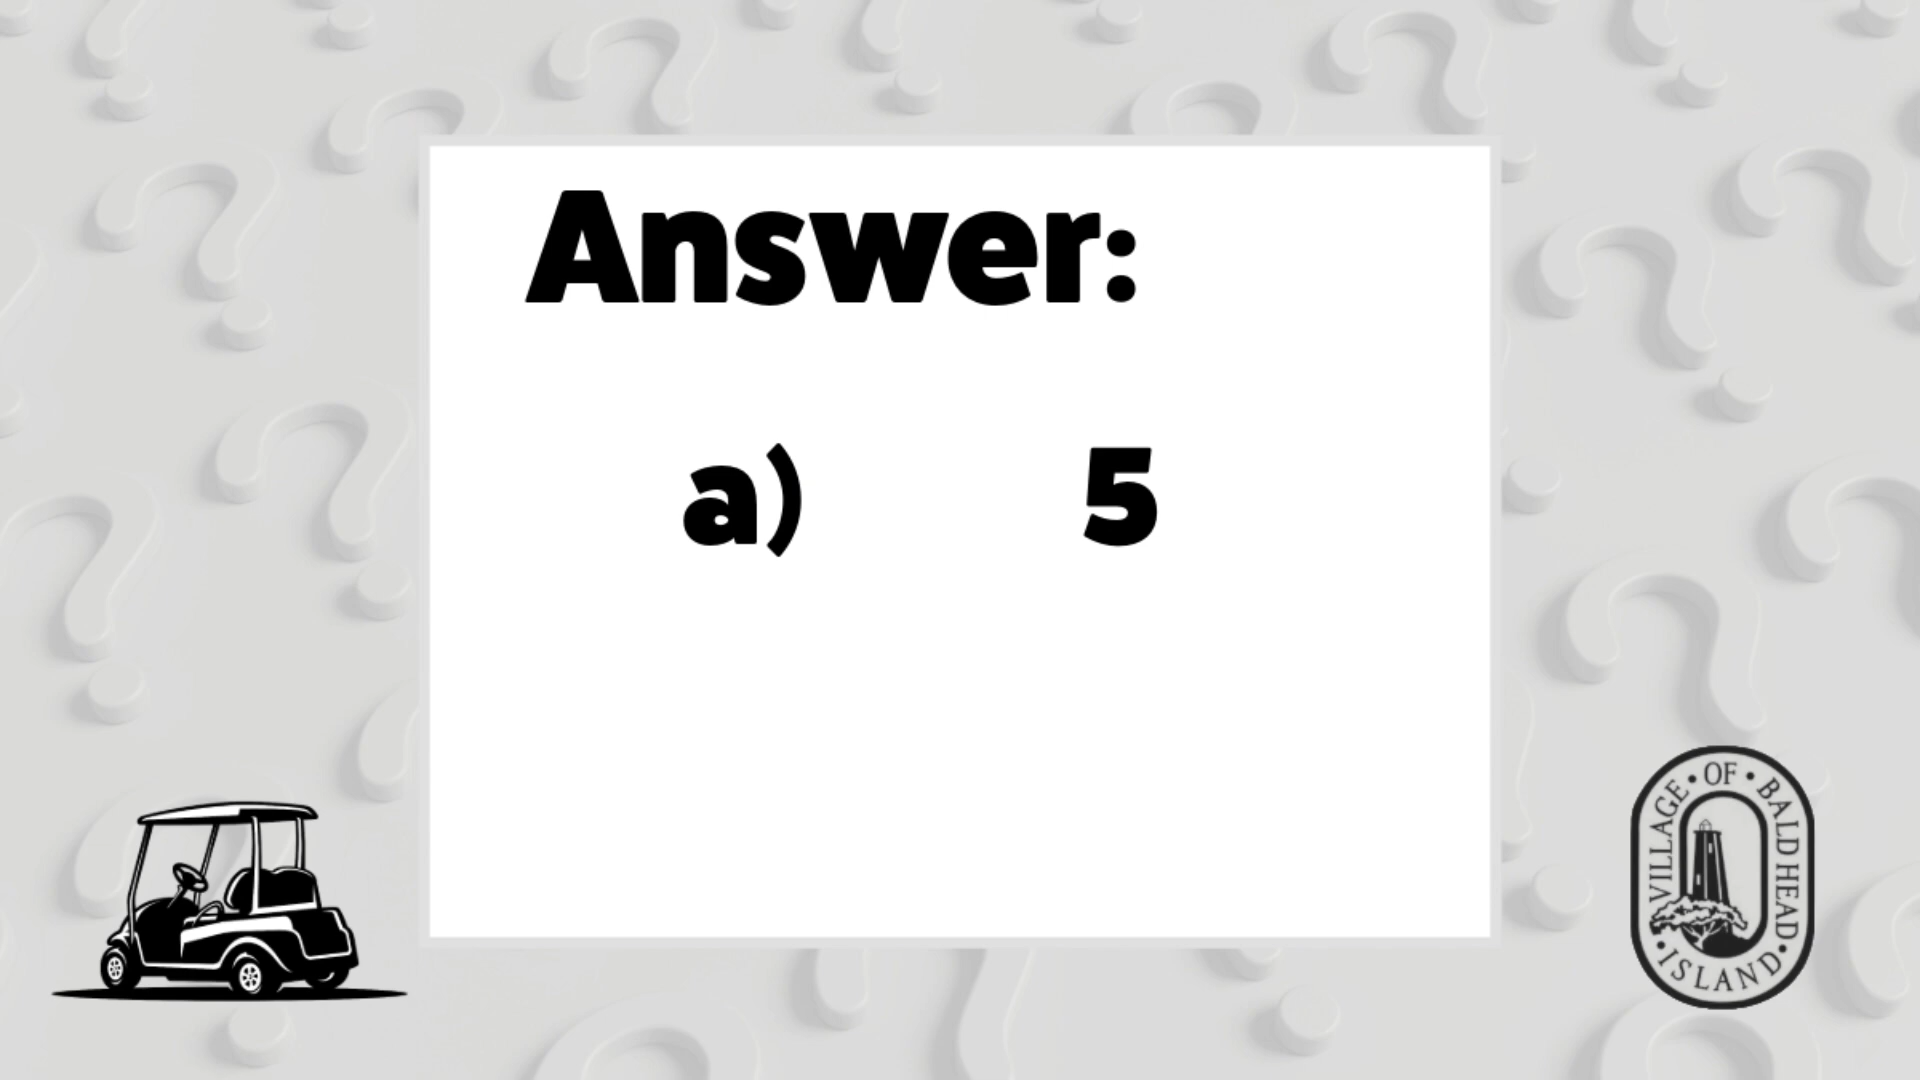 Answer:
a) 5
VILLAGE • OF • BALD HEAD • ISLAND •